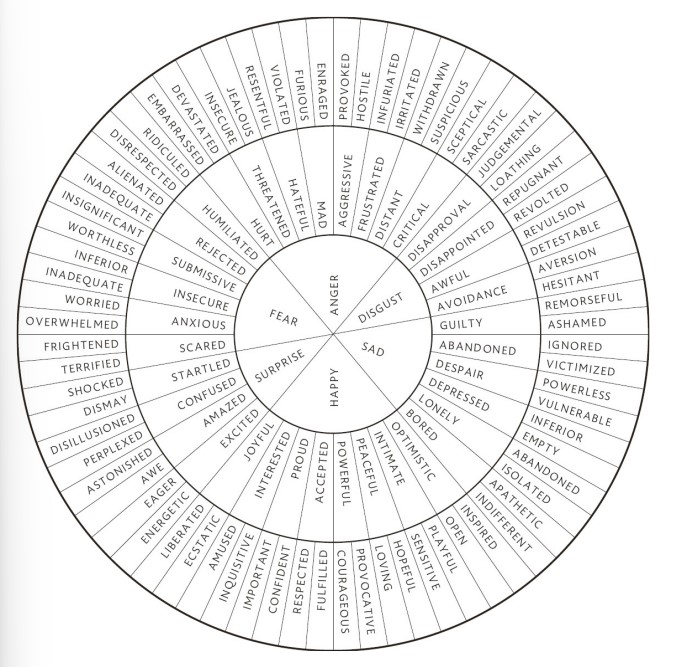 ANGER
DISGUST
SAD
HAPPY
SURPRISE
FEAR
AGGRESSIVE
FRUSTRATED
DISTANT
CRITICAL
DISAPPROVAL
DISAPPOINTED
AWFUL
AVOIDANCE
GUILTY
ABANDONED
DESPAIR
DEPRESSED
LONELY
BORED
OPTIMISTIC
INTIMATE
PEACEFUL
POWERFUL
ACCEPTED
PROUD
INTERESTED
JOYFUL
EXCITED
AMAZED
CONFUSED
STARTLED
SCARED
ANXIOUS
INSECURE
SUBMISSIVE
REJECTED
HUMILIATED
HURT
THREATENED
HATEFUL
MAD
PROVOKED
HOSTILE
INFURIATED
IRRITATED
WITHDRAWN
SUSPICIOUS
SCEPTICAL
SARCASTIC
JUDGEMENTAL
LOATHING
REPUGNANT
REVOLTED
REVULSION
DETESTABLE
AVERSION
HESITANT
REMORSEFUL
ASHAMED
IGNORED
VICTIMIZED
POWERLESS
VULNERABLE
INFERIOR
EMPTY
ABANDONED
ISOLATED
APATHETIC
INDIFFERENT
INSPIRED
OPEN
PLAYFUL
SENSITIVE
HOPEFUL
LOVING
PROVOCATIVE
COURAGEOUS
FULFILLED
RESPECTED
CONFIDENT
IMPORTANT
INQUISITIVE
AMUSED
ECSTATIC
LIBERATED
ENERGETIC
EAGER
AWE
ASTONISHED
PERPLEXED
DISILLUSIONED
DISMAY
SHOCKED
TERRIFIED
FRIGHTENED
OVERWHELMED
WORRIED
INADEQUATE
INFERIOR
WORTHLESS
INSIGNIFICANT
INADEQUATE
ALIENATED
DISRESPECTED
RIDICULED
EMBARRASSED
DEVASTATED
INSECURE
JEALOUS
RESENTFUL
VIOLATED
FURIOUS
ENRAGED